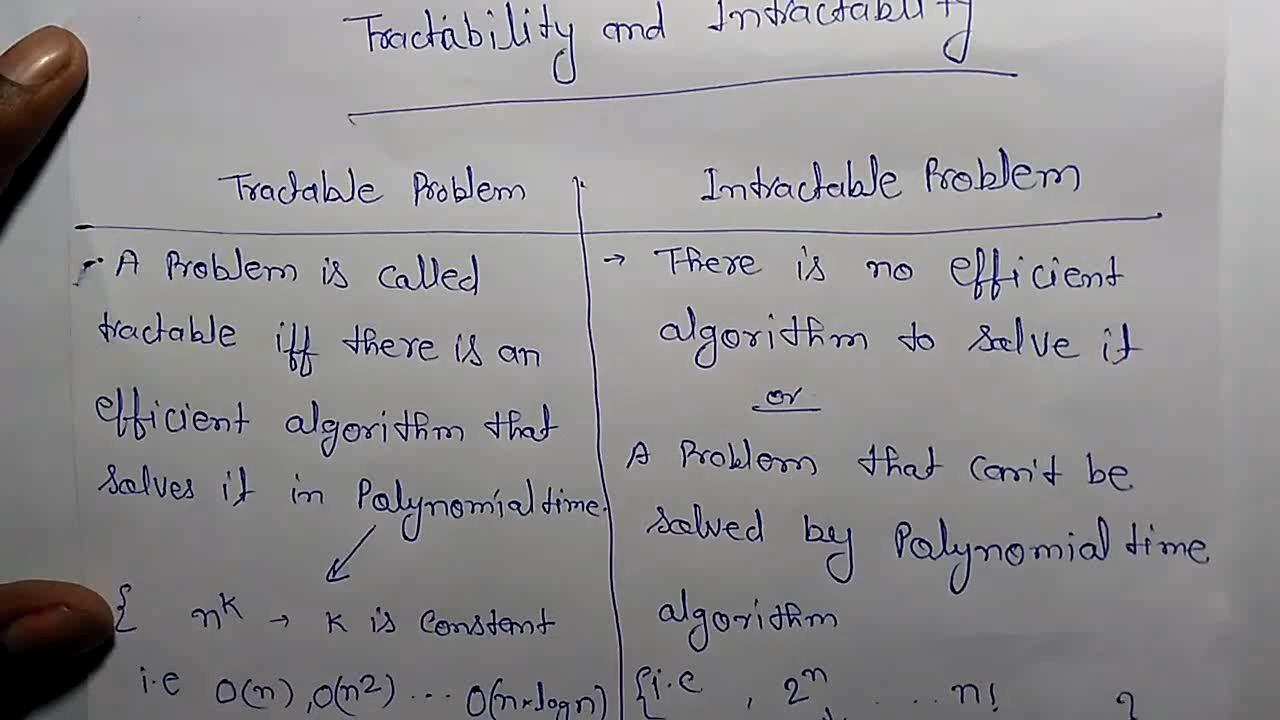 Tractability and Intractability
Tractable Problem
• A Problem is called
tractable iff there is an
efficient algorithm that
solves it in Polynomial time.
{ n^k → k is constant
i.e O(n), O(n²) ... O(n*logn)
Intractable Problem
→ There is no efficient
algorithm to solve it
or
A Problem that can't be
solved by Polynomial time
algorithm
{i.e , 2^n ... n!